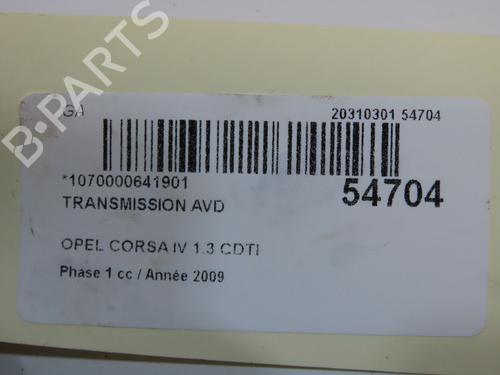 GA 20310301 54704
*1070000641901
54704
TRANSMISSION AVD
OPEL CORSA IV 1.3 CDTI
Phase 1 cc / Année 2009
B-PARTS